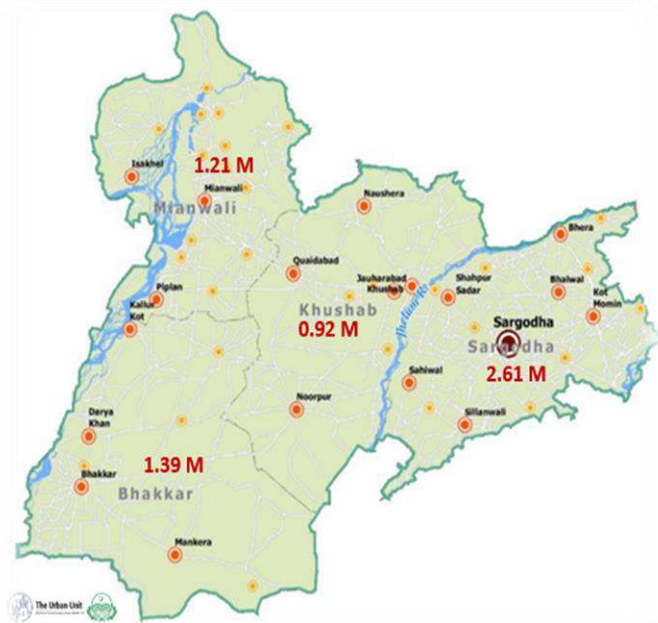 Isakhel
1.21 M
Mianwali
Mianwali
Naushera
Bhera
Quaidabad
Jauharabad
Khushab
Shahpur
Sadar
Bhalwal
Kot
Momin
Piplan
Kallur
Kot
Khushab
0.92 M
Jhelum Rv
Sargodha
Sargodha
2.61 M
Sahiwal
Noorpur
Sillanwali
Darya
Khan
1.39 M
Bhakkar
Bhakkar
Mankera
The Urban Unit